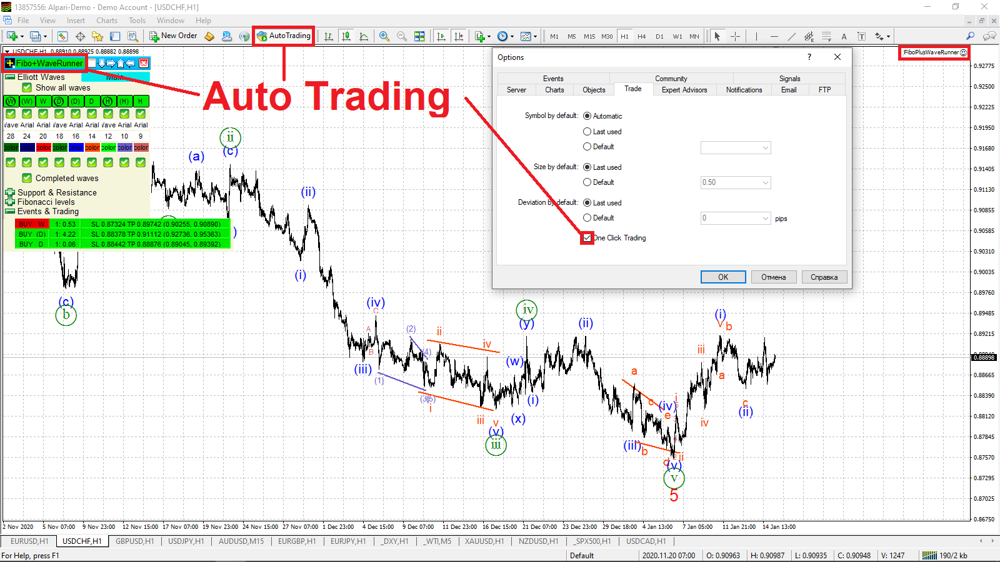 13857556: Alpari-Demo - Demo Account - [USDCHF,H1]
File View Insert Charts Tools Window Help
New Order AutoTrading M1 M5 M15 M30 H1 H4 D1 W1 MN
USDCHF,H1 0.88910 0.88925 0.88882 0.88898
Fibo+WaveRunner
Elliott Waves Main
Show all waves
(W) (W) W (D) (D) D (H) (H) H
Wave Arial Arial Arial Arial Arial Wave Arial Arial
28 24 20 18 16 14 12 10 9
color color color color color color color color color
Completed waves
Support & Resistance
Fibonacci levels
Events & Trading
BUY W 1: 0.53 SL 0.87324 TP 0.89742 (0.90255, 0.90890)
BUY (D) 1: 4.22 SL 0.88378 TP 0.91112 (0.92736, 0.95363)
BUY D 1: 0.06 SL 0.88442 TP 0.88876 (0.89045, 0.89392)
Auto Trading
FiboPlusWaveRunner
Options
?
Events Community Signals
Server Charts Objects Trade Expert Advisors Notifications Email FTP
Symbol by default: Automatic
Last used
Default
Size by default: Last used
Default 0.50
Deviation by default: Last used
Default 0 pips
One Click Trading
OK Отмена Справка
ii
(a) (c)
(ii)
(i)
(c)
b
(iv)
C
A
B
(iii)
(1)
(2)
(4)
ii
iv
i
iii
v
(v)
iii
iv
(y)
(w)
(i)
(x)
(ii)
a
c
(iv)
e
i
(iii)
b
d
ii
(v)
v
5
(i)
v b
iii
a
iv
c
(ii)
0.92775
0.92500
0.92225
0.91950
0.91680
0.91405
0.91130
0.90855
0.90585
0.90310
0.90035
0.89760
0.89485
0.89215
0.88898
0.88665
0.88390
0.88120
0.87845
0.87570
0.87295
0.87025
0.86750
2 Nov 2020 5 Nov 07:00 9 Nov 23:00 12 Nov 15:00 17 Nov 07:00 19 Nov 23:00 24 Nov 15:00 27 Nov 07:00 1 Dec 23:00 4 Dec 15:00 9 Dec 07:00 11 Dec 23:00 16 Dec 15:00 21 Dec 07:00 23 Dec 23:00 29 Dec 18:00 4 Jan 13:00 7 Jan 05:00 11 Jan 21:00 14 Jan 13:00
EURUSD,H1 USDCHF,H1 GBPUSD,H1 USDJPY,H1 AUDUSD,M15 EURGBP,H1 EURJPY,H1 _DXY,H1 _WTI,M5 XAUUSD,H1 NZDUSD,H1 _SPX500,H1 USDCAD,H1
For Help, press F1 Default 2020.11.20 07:00 O: 0.90963 H: 0.90987 L: 0.90935 C: 0.90948 V: 1247 190/2 kb